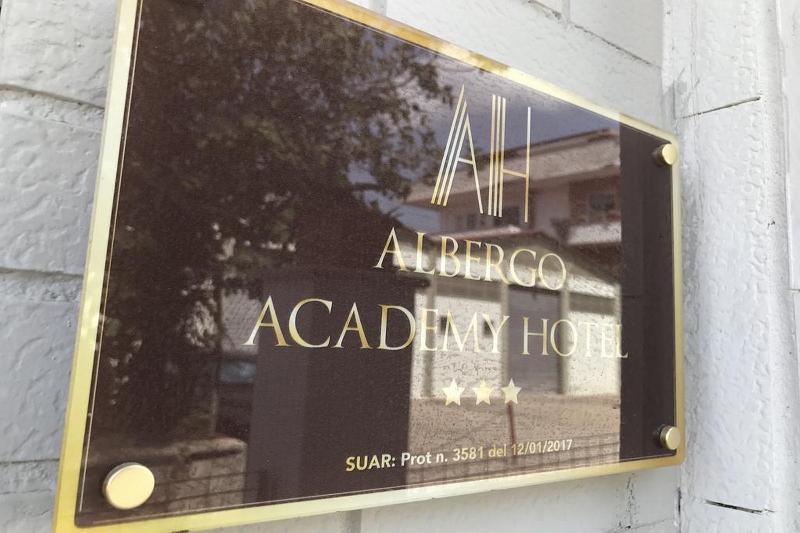 AH
ALBERGO
ACADEMY HOTEL
SUAR: Prot n. 3581 del 12/01/2017